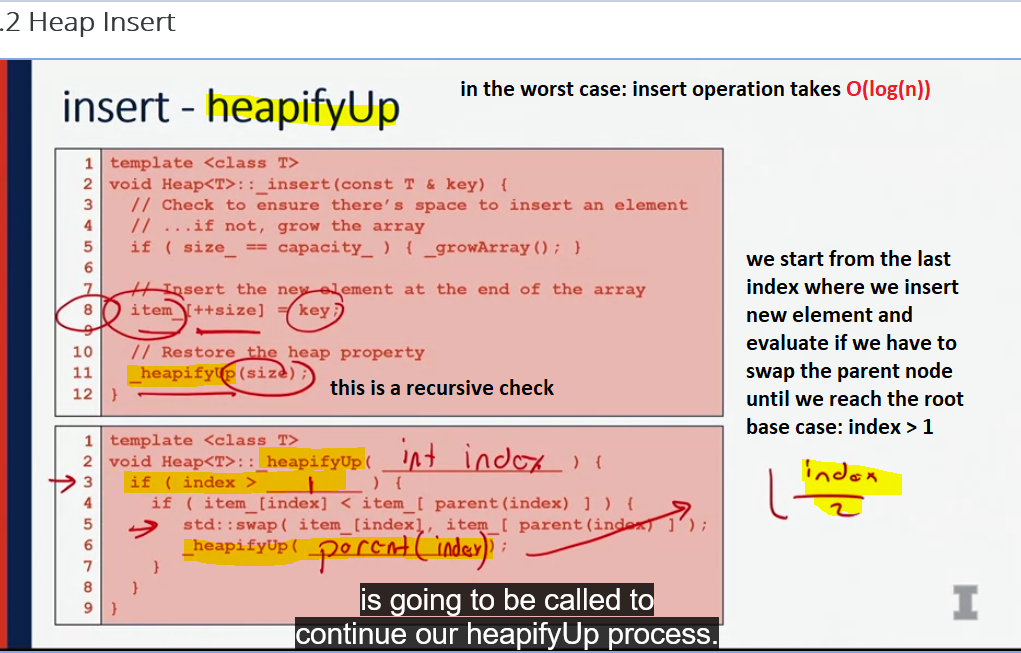 .2 Heap Insert
insert - heapifyUp
in the worst case: insert operation takes O(log(n))
1 template <class T>
2 void Heap<T>::_insert(const T & key) {
3 // Check to ensure there's space to insert an element
4 // ...if not, grow the array
5 if ( size_ == capacity_ ) { _growArray(); }
6
7 // Insert the new element at the end of the array
8 item_[++size] = key;
9
10 // Restore the heap property
11 _heapifyUp(size);
12 }
this is a recursive check
we start from the last
index where we insert
new element and
evaluate if we have to
swap the parent node
until we reach the root
base case: index > 1
index
2
1 template <class T>
2 void Heap<T>::_heapifyUp( int index ) {
3 if ( index > 1 ) {
4 if ( item_[index] < item_[ parent(index) ] ) {
5 std::swap( item_[index], item_[ parent(index) ] );
6 _heapifyUp( parent(index) );
7 }
8 }
9 }
is going to be called to
continue our heapifyUp process.
I